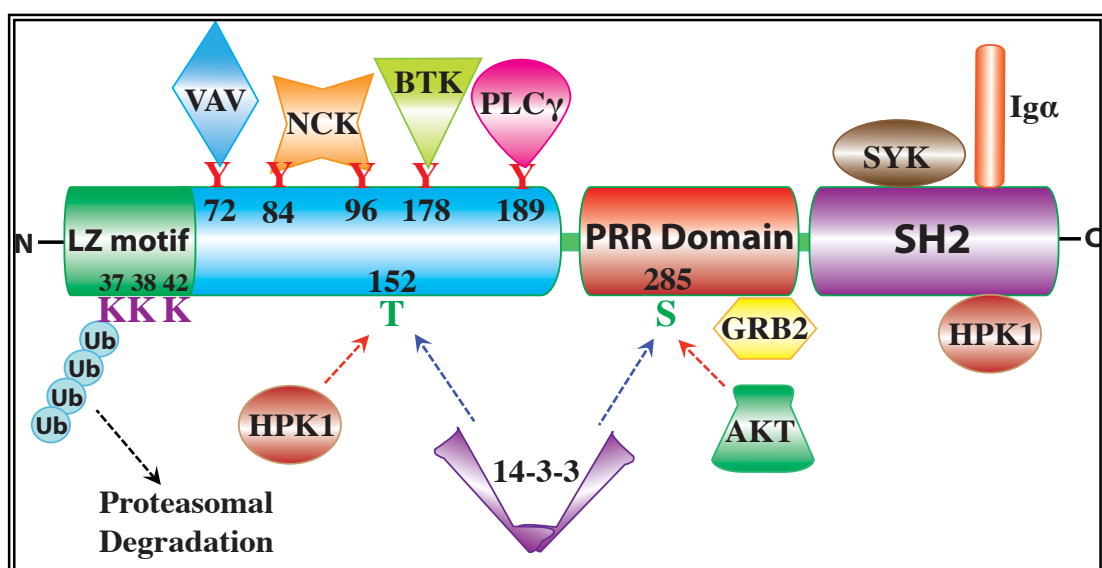 VAV
NCK
BTK
PLCγ
SYK
Igα
Y Y Y Y Y
72 84 96 178 189
N
LZ motif
PRR Domain
SH2
C
37 38 42
152
285
KK K
T
S
GRB2
HPK1
Ub
Ub
Ub
Ub
HPK1
AKT
14-3-3
Proteasomal
Degradation